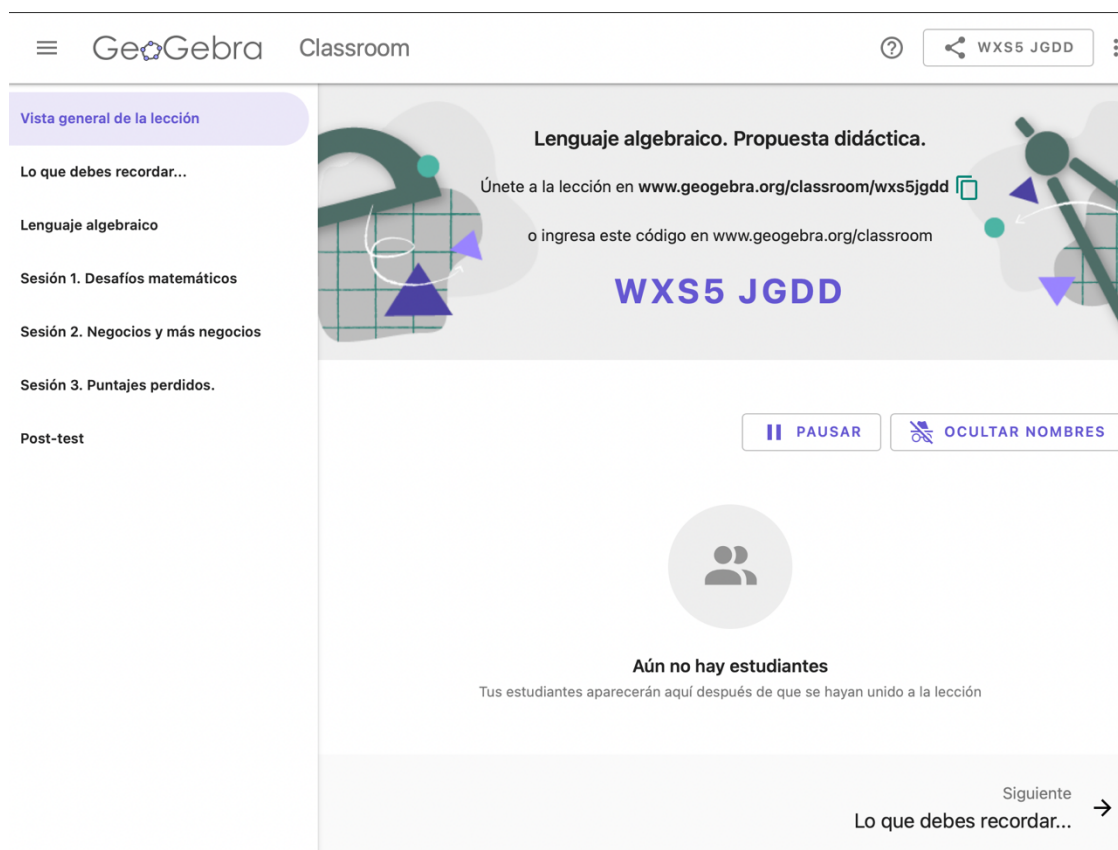 GeoGebra Classroom
WXS5 JGDD
Vista general de la lección
Lo que debes recordar...
Lenguaje algebraico
Sesión 1. Desafíos matemáticos
Sesión 2. Negocios y más negocios
Sesión 3. Puntajes perdidos.
Post-test
Lenguaje algebraico. Propuesta didáctica.
Únete a la lección en www.geogebra.org/classroom/wxs5jgdd
o ingresa este código en www.geogebra.org/classroom
WXS5 JGDD
PAUSAR
OCULTAR NOMBRES
Aún no hay estudiantes
Tus estudiantes aparecerán aquí después de que se hayan unido a la lección
Siguiente
Lo que debes recordar...